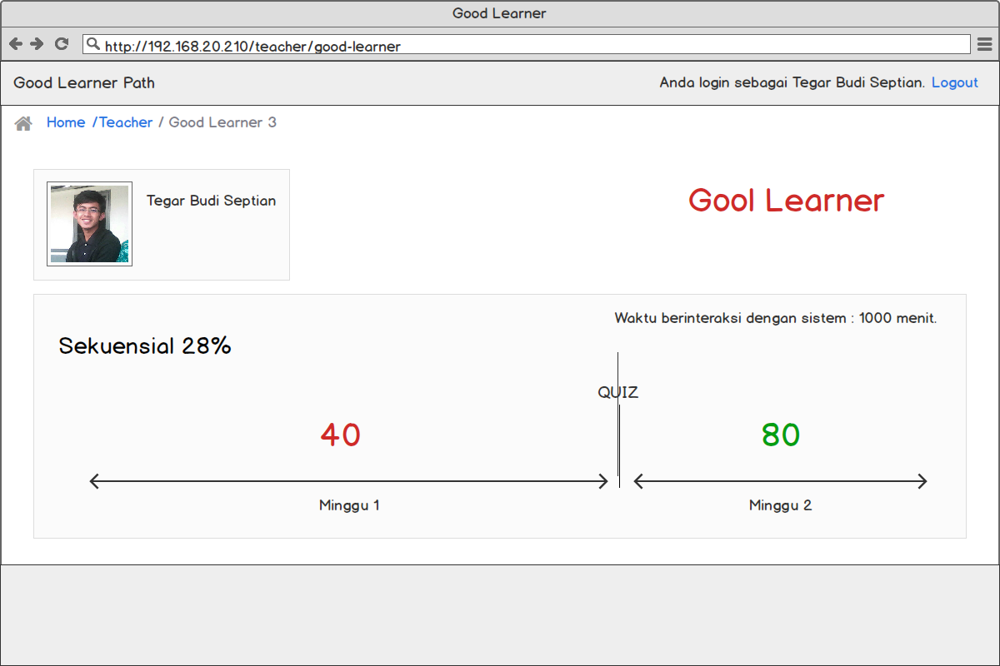 Good Learner
http://192.168.20.210/teacher/good-learner
Good Learner Path
Anda login sebagai Tegar Budi Septian. Logout
Home /Teacher / Good Learner 3
Tegar Budi Septian
Gool Learner
Waktu berinteraksi dengan sistem : 1000 menit.
Sekuensial 28%
QUIZ
40
80
Minggu 1
Minggu 2